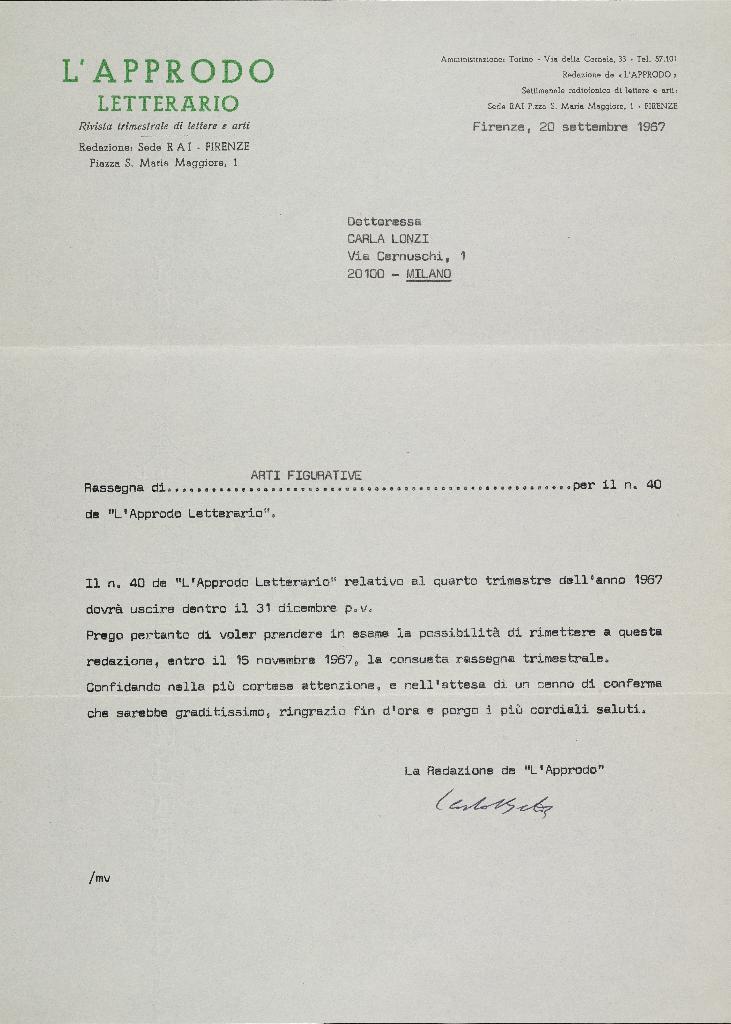 L'APPRODO
LETTERARIO
Rivista trimestrale di lettere e arti
Redazione: Sede RAI - FIRENZE
Piazza S. Maria Maggiore, 1
Amministrazione: Torino - Via della Consola, 33 - Tel. 57.101
Redazione de «L'APPRODO»
Settimanale radiofonico di lettere e arti:
Sede RAI P.zza S. Maria Maggiore, 1 - FIRENZE
Firenze, 20 settembre 1967
Dottoressa
CARLA LONZI
Via Cernuschi, 1
20100 - MILANO
ARTI FIGURATIVE
Rassegna di......................................................per il n. 40
de "L'Approdo Letterario".
Il n. 40 de "L'Approdo Letterario" relativo al quarto trimestre dell'anno 1967
dovrà uscire dentro il 31 dicembre p.v.
Prego pertanto di voler prendere in esame la possibilità di rimettere a questa
redazione, entro il 15 novembre 1967, la consueta rassegna trimestrale.
Confidando nella più cortese attenzione, e nell'attesa di un cenno di conferma
che sarebbe graditissimo, ringrazio fin d'ora e porgo i più cordiali saluti.
La Redazione de "L'Approdo"
/mv